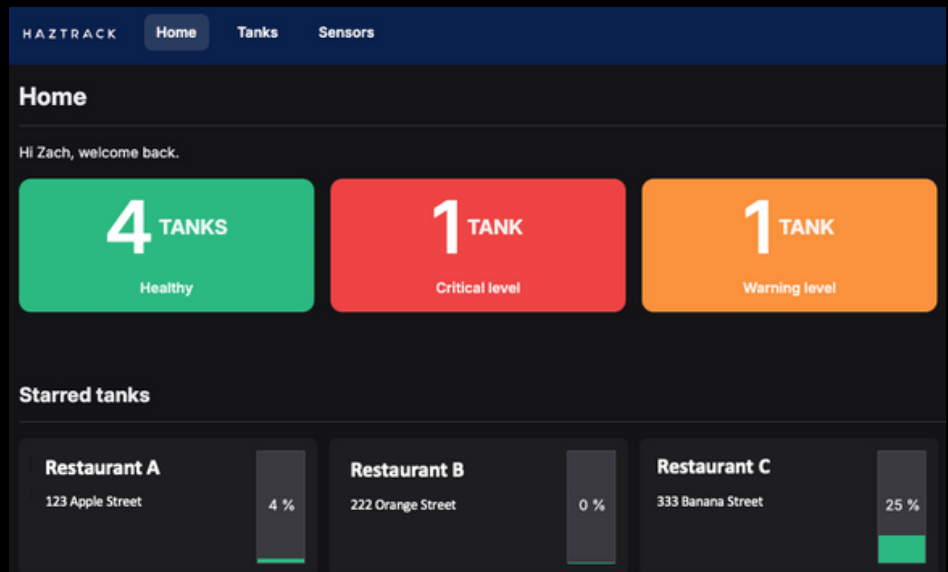 HAZTRACK Home Tanks Sensors
Home
Hi Zach, welcome back.
4 TANKS
Healthy
1 TANK
Critical level
1 TANK
Warning level
Starred tanks
Restaurant A
123 Apple Street
4 %
Restaurant B
222 Orange Street
0 %
Restaurant C
333 Banana Street
25 %